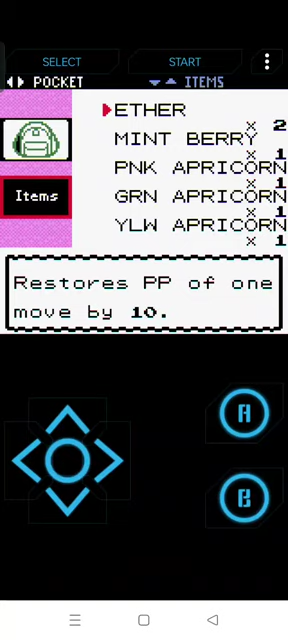 SELECT START
POCKET ITEMS
ETHER
× 2
MINT BERRY
× 1
PNK APRICORN
× 1
GRN APRICORN
× 1
YLW APRICORN
× 1
Items
Restores PP of one
move by 10.
A
B